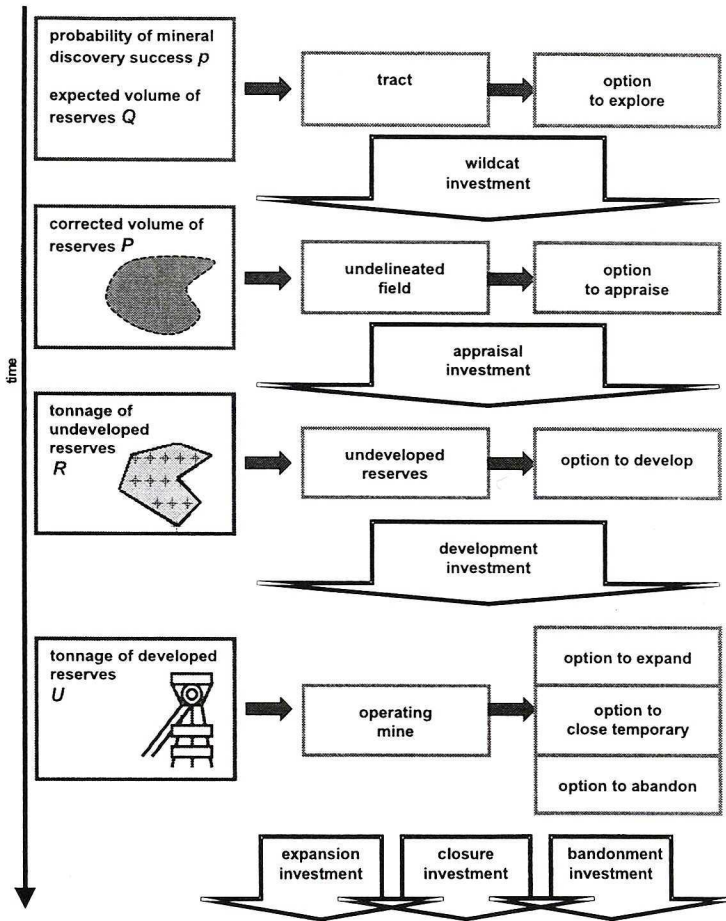 probability of mineral
discovery success p
expected volume of
reserves Q
tract
option
to explore
wildcat
investment
corrected volume of
reserves P
undelineated
field
option
to appraise
appraisal
investment
time
tonnage of
undeveloped
reserves
R
undeveloped
reserves
option to develop
development
investment
tonnage of developed
reserves
U
operating
mine
option to expand
option to
close temporary
option to abandon
expansion
investment
closure
investment
bandonment
investment